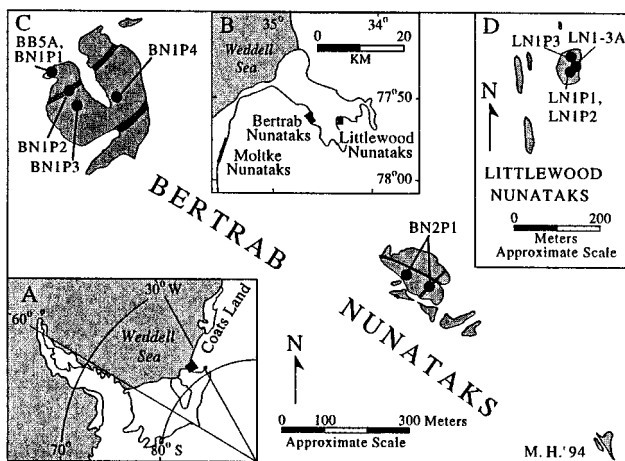 C
BB5A,
BN1P1
BN1P4
BN1P2
BN1P3
B
35°
34°
Weddell
Sea
0
20
KM
77°50
Bertrab
Nunataks
Littlewood
Nunataks
Moltke
Nunataks
78°00
D
LN1P3
LN1-3A
LN1P1,
LN1P2
N
LITTLEWOOD
NUNATAKS
0
200
Meters
Approximate Scale
BERTRAB
NUNATAKS
BN2P1
A
30° W
60°
Weddell
Sea
Coats Land
70°
80° S
N
0
100
300 Meters
Approximate Scale
M.H.'94